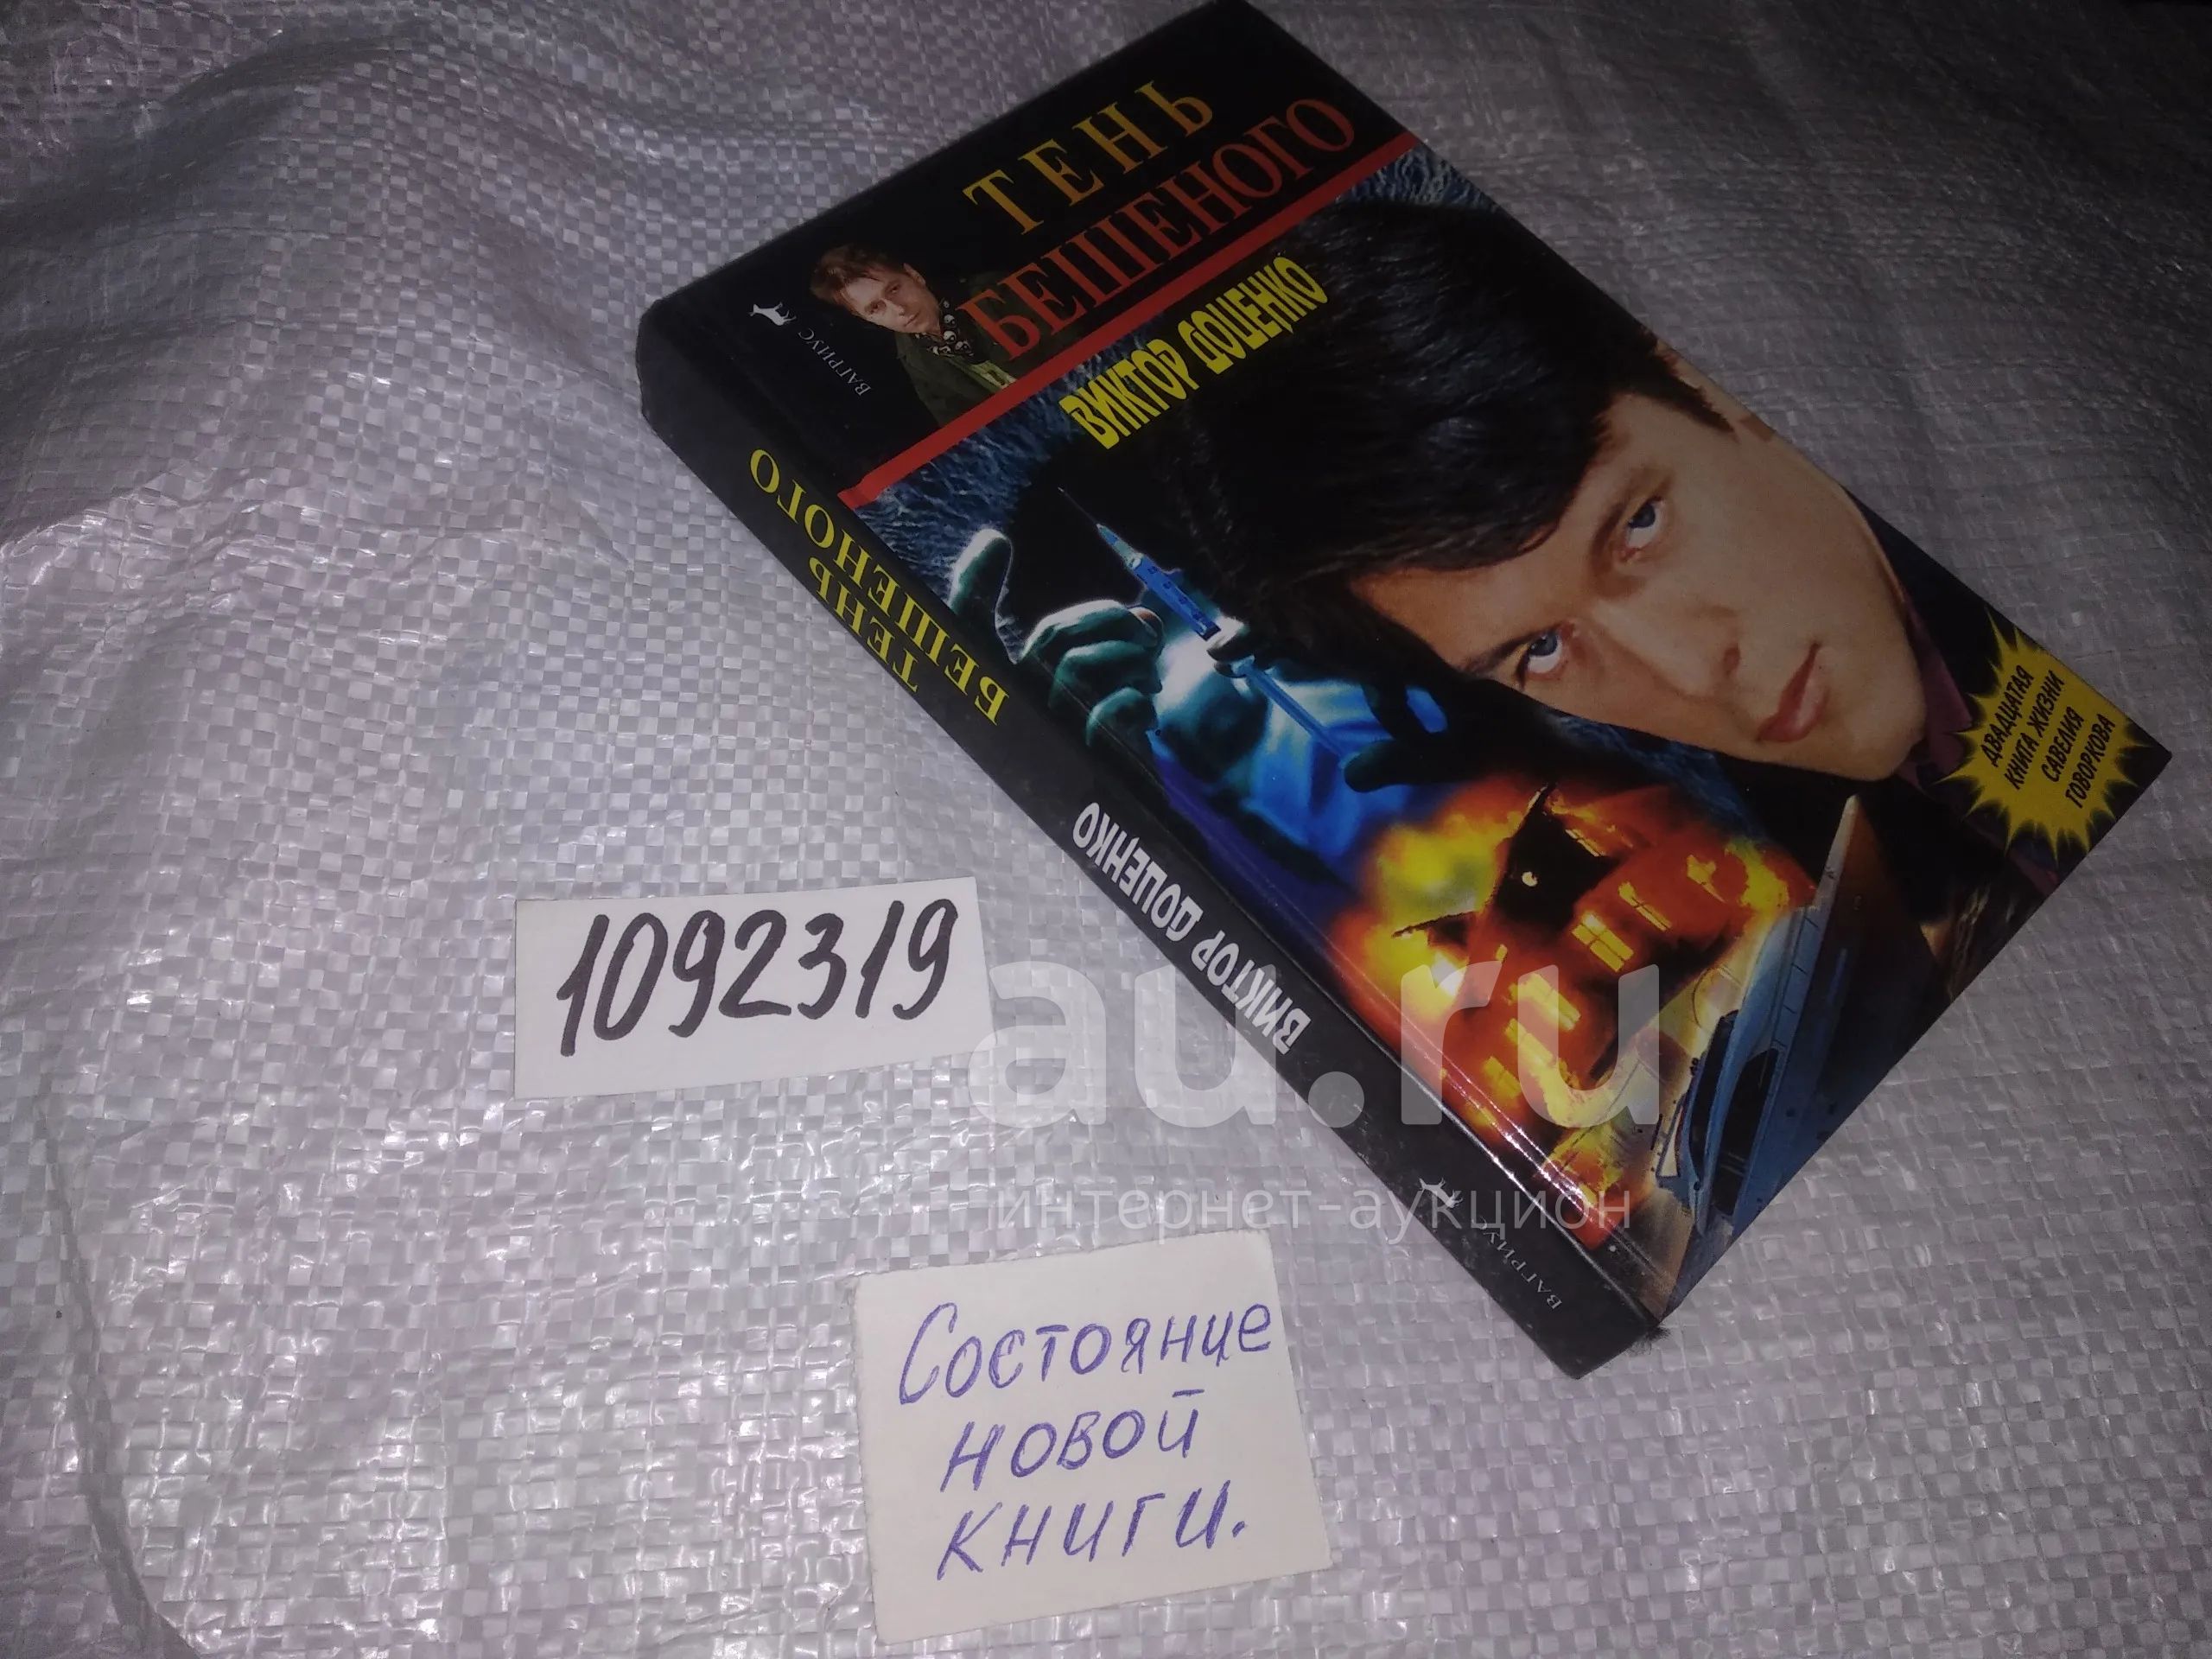 ТЕНЬ
БЕШЕНОГО
ВАГРИУС
ВИКТОР ДОЦЕНКО
ДВАДЦАТАЯ
КНИГА ЖИЗНИ
САВЕЛИЯ
ГОВОРКОВА
ТЕНЬ
БЕШЕНОГО
ВИКТОР ДОЦЕНКО
ВАГРИУС
1092319
au.ru
интернет-аукцион
Состояние
новой
книги.